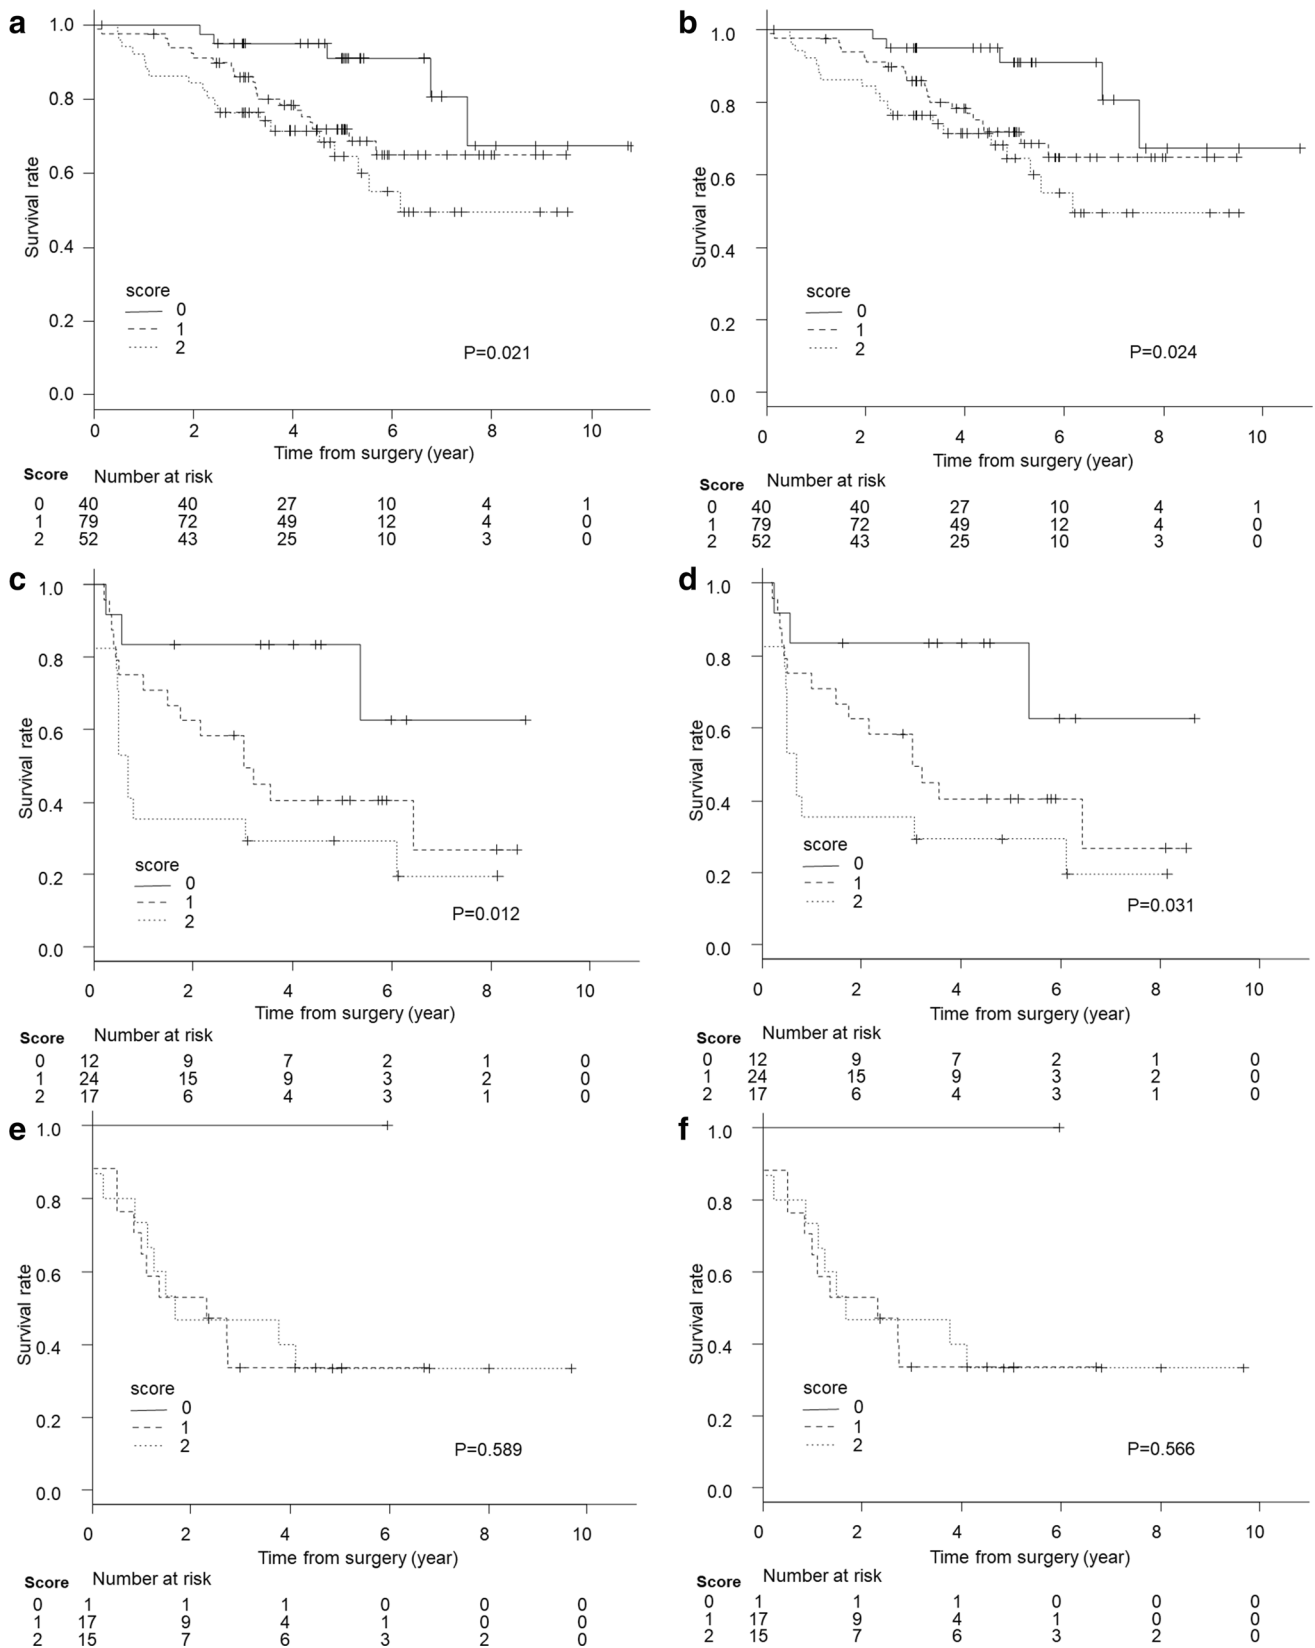 a
1.0
0.8
0.6
0.4
0.2
0.0
Survival rate
score
0
1
2
P=0.021
0 2 4 6 8 10
Time from surgery (year)
Score Number at risk
0 40 40 27 10 4 1
1 79 72 49 12 4 0
2 52 43 25 10 3 0
b
1.0
0.8
0.6
0.4
0.2
0.0
Survival rate
score
0
1
2
P=0.024
0 2 4 6 8 10
Time from surgery (year)
Score Number at risk
0 40 40 27 10 4 1
1 79 72 49 12 4 0
2 52 43 25 10 3 0
c
1.0
0.8
0.6
0.4
0.2
0.0
Survival rate
score
0
1
2
P=0.012
0 2 4 6 8 10
Time from surgery (year)
Score Number at risk
0 12 9 7 2 1 0
1 24 15 9 3 2 0
2 17 6 4 3 1 0
d
1.0
0.8
0.6
0.4
0.2
0.0
Survival rate
score
0
1
2
P=0.031
0 2 4 6 8 10
Time from surgery (year)
Score Number at risk
0 12 9 7 2 1 0
1 24 15 9 3 2 0
2 17 6 4 3 1 0
e
1.0
0.8
0.6
0.4
0.2
0.0
Survival rate
score
0
1
2
P=0.589
0 2 4 6 8 10
Time from surgery (year)
Score Number at risk
0 1 1 1 0 0 0
1 17 9 4 1 0 0
2 15 7 6 3 2 0
f
1.0
0.8
0.6
0.4
0.2
0.0
Survival rate
score
0
1
2
P=0.566
0 2 4 6 8 10
Time from surgery (year)
Score Number at risk
0 1 1 1 0 0 0
1 17 9 4 1 0 0
2 15 7 6 3 2 0